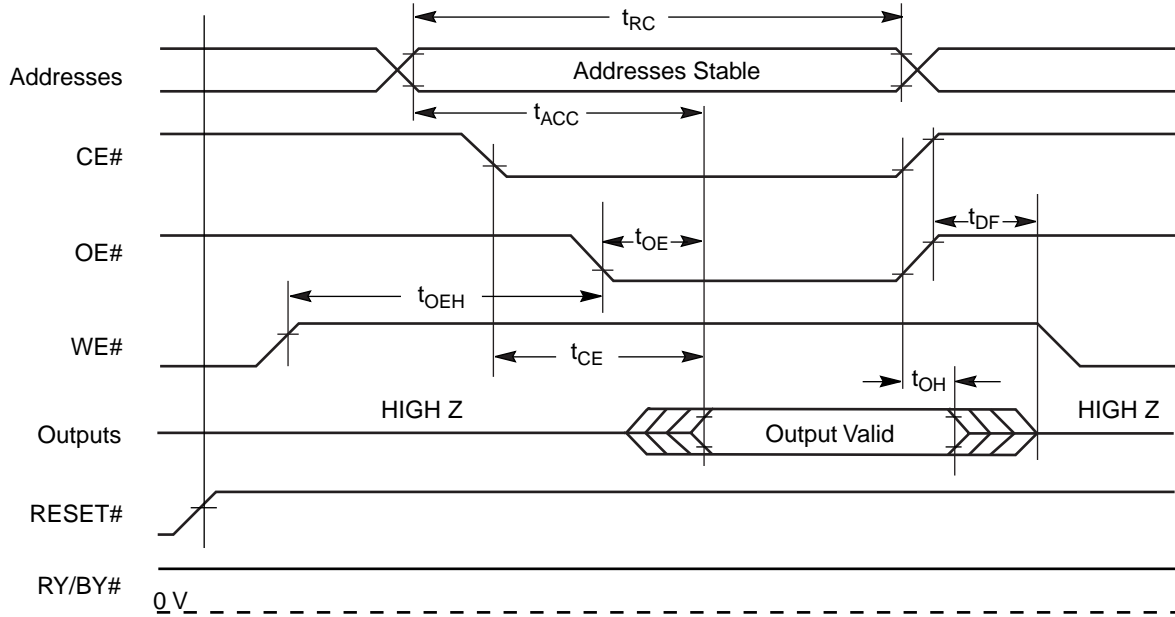 tRC
Addresses
Addresses Stable
tACC
CE#
tDF
OE#
tOE
tOEH
WE#
tCE
tOH
HIGH Z
HIGH Z
Outputs
Output Valid
RESET#
RY/BY#
0 V